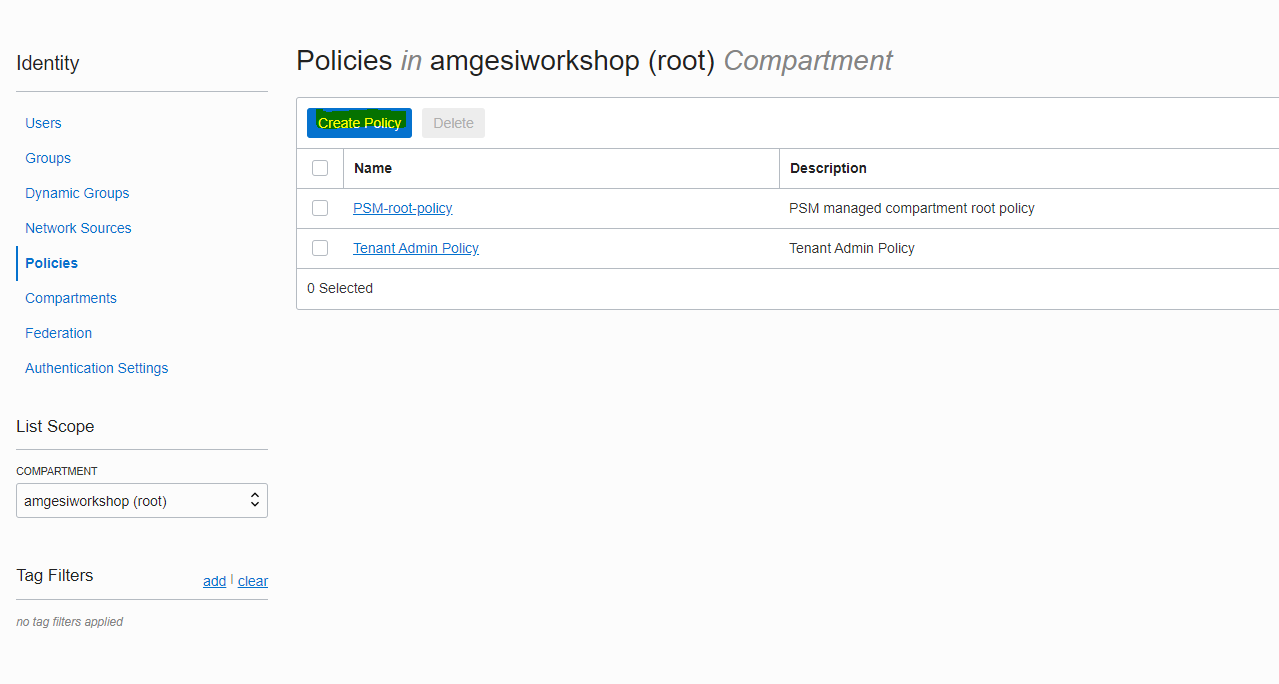 Identity
Users
Groups
Dynamic Groups
Network Sources
Policies
Compartments
Federation
Authentication Settings
List Scope
COMPARTMENT
amgesiworkshop (root)
Tag Filters
add | clear
no tag filters applied
Policies in amgesiworkshop (root) Compartment
Create Policy Delete
Name Description
PSM-root-policy PSM managed compartment root policy
Tenant Admin Policy Tenant Admin Policy
0 Selected